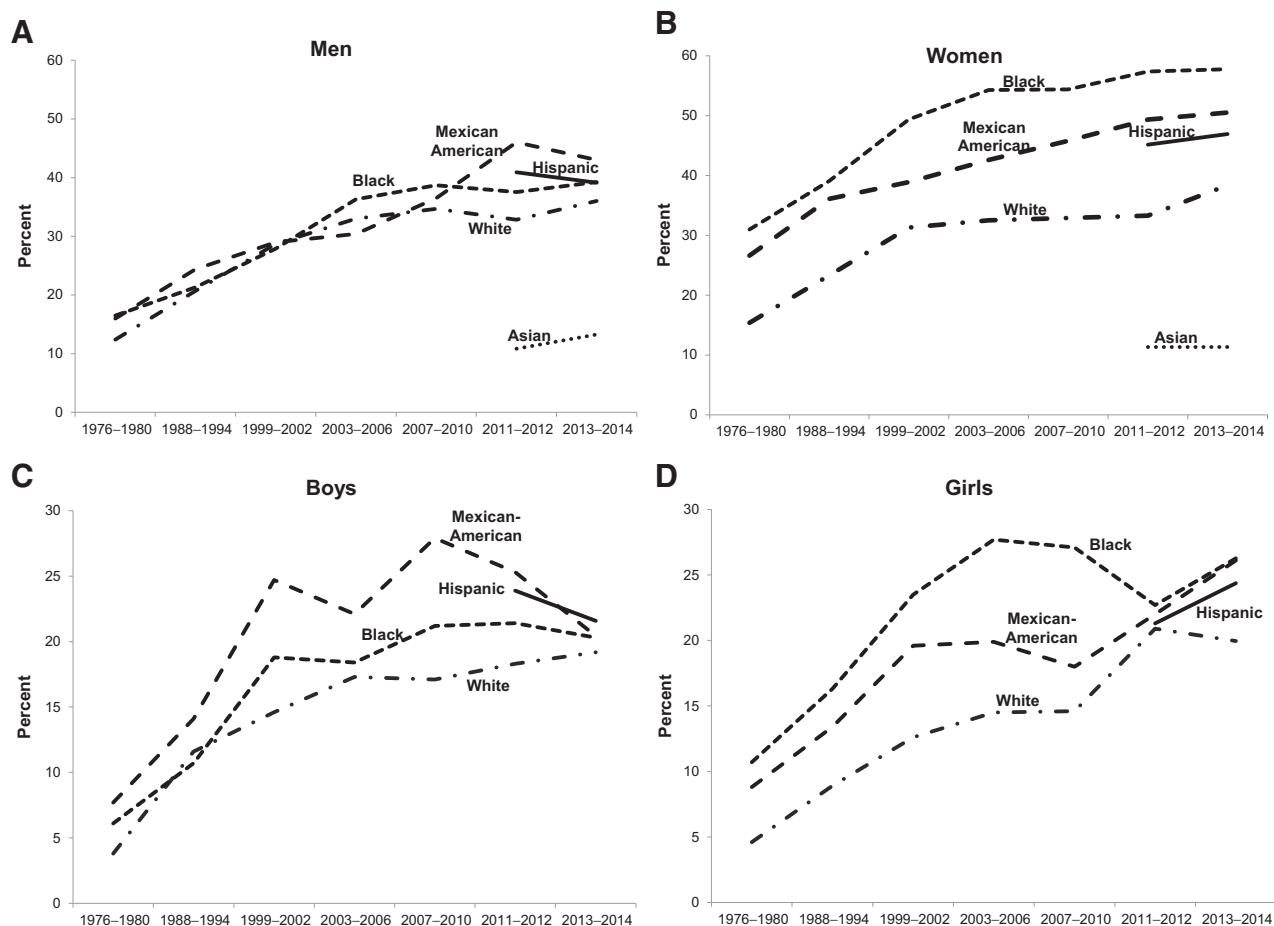 A
Men
60
50
40
30
20
10
0
Percent
Mexican
American
Hispanic
Black
White
Asian
1976–1980 1988–1994 1999–2002 2003–2006 2007–2010 2011–2012 2013–2014
B
Women
60
50
40
30
20
10
0
Percent
Black
Mexican
American
Hispanic
White
Asian
1976–1980 1988–1994 1999–2002 2003–2006 2007–2010 2011–2012 2013–2014
C
Boys
30
25
20
15
10
5
0
Percent
Mexican-
American
Hispanic
Black
White
1976–1980 1988–1994 1999–2002 2003–2006 2007–2010 2011–2012 2013–2014
D
Girls
30
25
20
15
10
5
0
Percent
Black
Mexican-
American
Hispanic
White
1976–1980 1988–1994 1999–2002 2003–2006 2007–2010 2011–2012 2013–2014